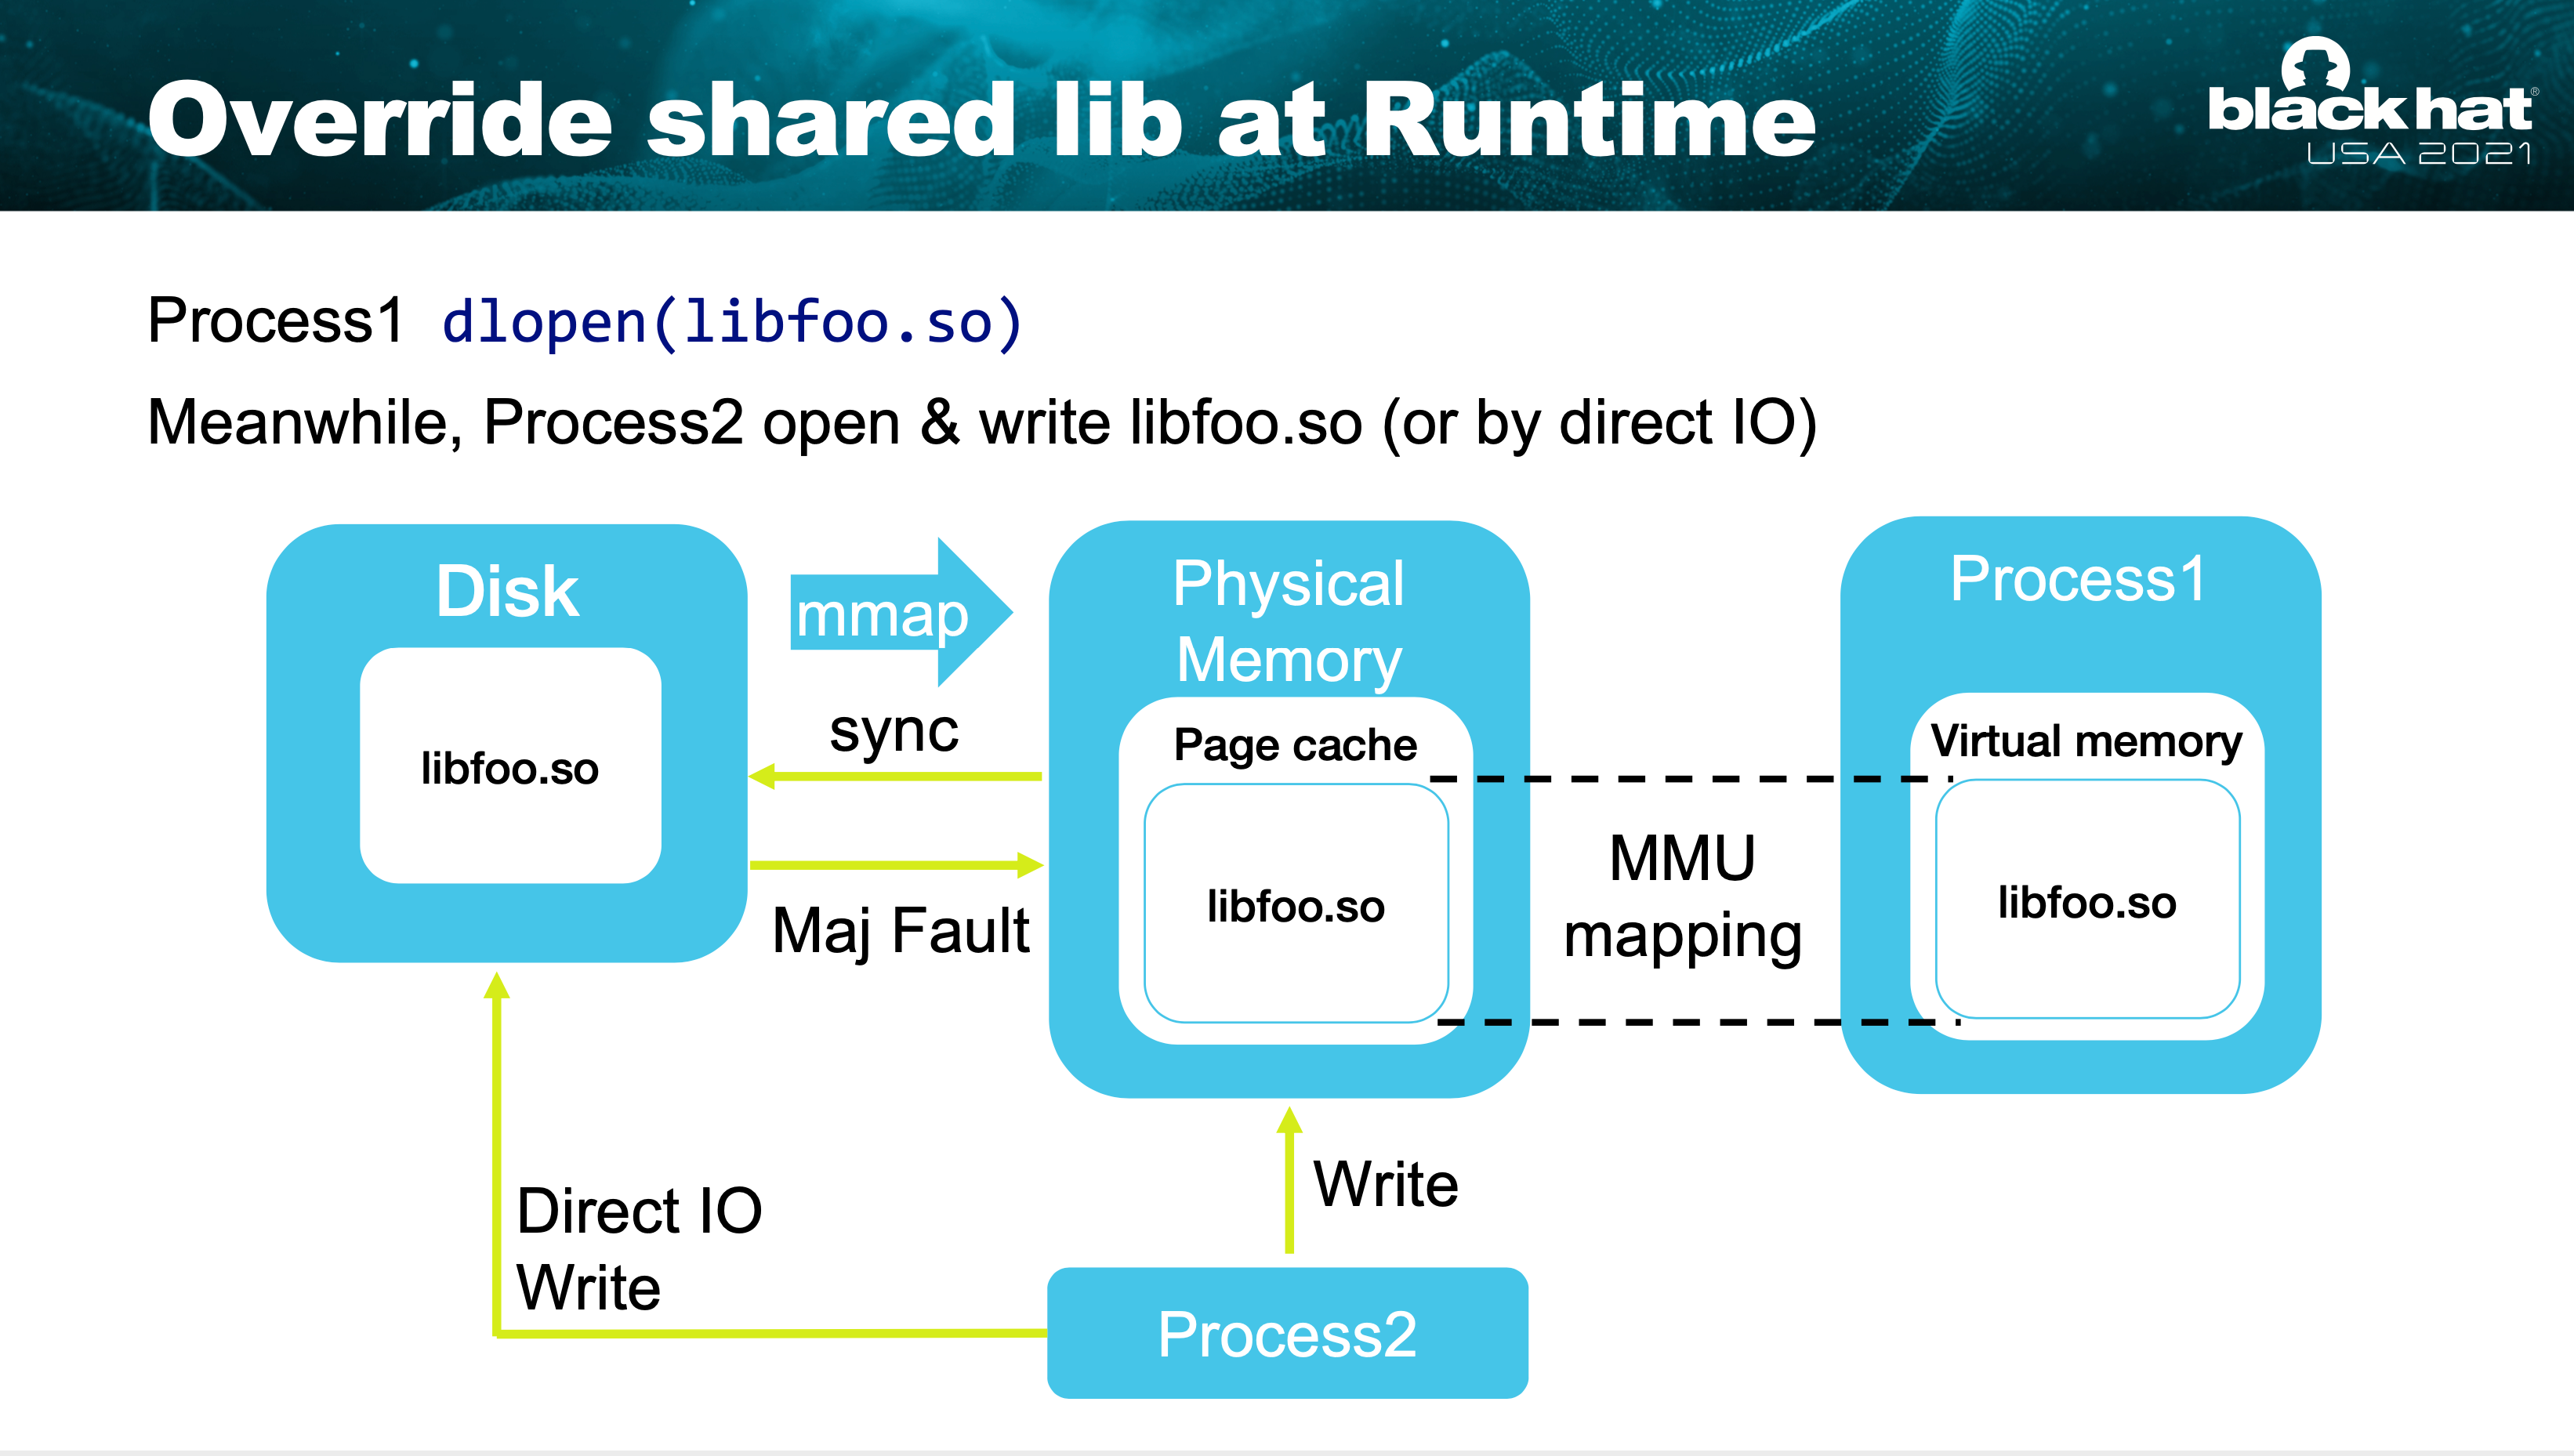 Override shared lib at Runtime
black hat®
USA 2021
Process1 dlopen(libfoo.so)
Meanwhile, Process2 open & write libfoo.so (or by direct IO)
Disk
libfoo.so
mmap
sync
Maj Fault
Physical
Memory
Page cache
libfoo.so
MMU
mapping
Process1
Virtual memory
libfoo.so
Direct IO
Write
Write
Process2